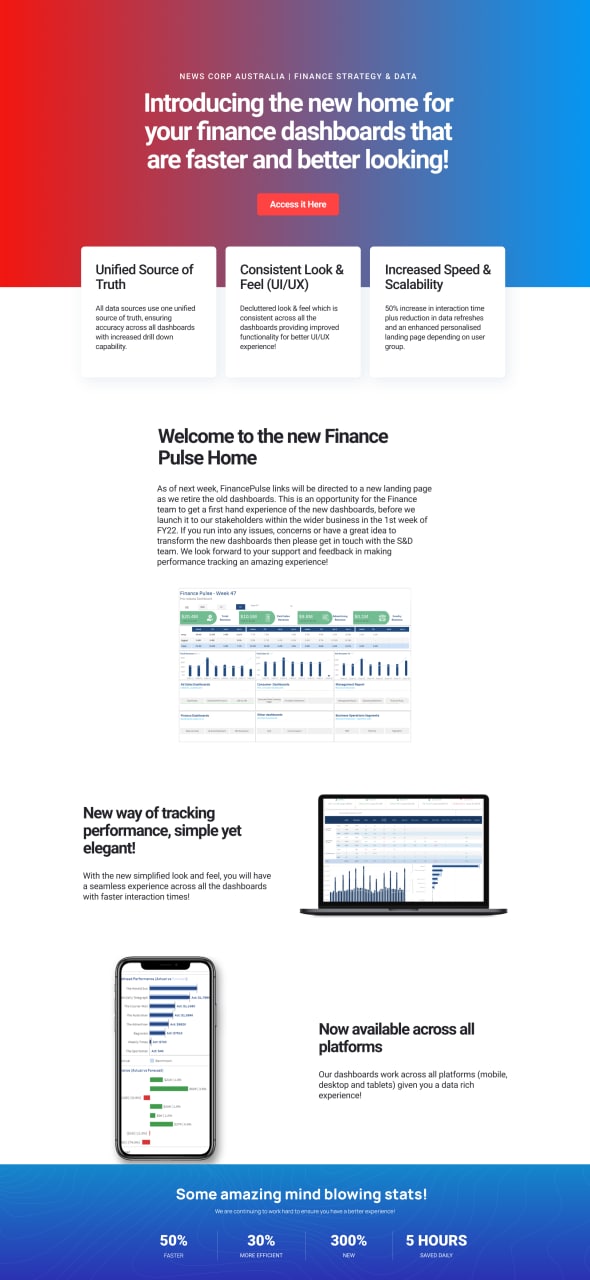 NEWS CORP AUSTRALIA | FINANCE STRATEGY & DATA
Introducing the new home for
your finance dashboards that
are faster and better looking!
Access it Here
Unified Source of
Truth
All data sources use one unified
source of truth, ensuring
accuracy across all dashboards
with increased drill down
capability.
Consistent Look &
Feel (UI/UX)
Decluttered look & feel which is
consistent across all the
dashboards providing improved
functionality for better UI/UX
experience!
Increased Speed &
Scalability
50% increase in interaction time
plus reduction in data refreshes
and an enhanced personalised
landing page depending on user
group.
Welcome to the new Finance
Pulse Home
As of next week, FinancePulse links will be directed to a new landing page
as we retire the old dashboards. This is an opportunity for the Finance
team to get a first hand experience of the new dashboards, before we
launch it to our stakeholders within the wider business in the 1st week of
FY22. If you run into any issues, concerns or have a great idea to
transform the new dashboards then please get in touch with the S&D
team. We look forward to your support and feedback in making
performance tracking an amazing experience!
Finance Pulse - Week 47
Ad Sales Dashboards
Consumer Dashboards
Management Report
Finance Dashboards
Other Dashboards
Business Operations Segments
New way of tracking
performance, simple yet
elegant!
With the new simplified look and feel, you will have
a seamless experience across all the dashboards
with faster interaction times!
Now available across all
platforms
Our dashboards work across all platforms (mobile,
desktop and tablets) given you a data rich
experience!
Some amazing mind blowing stats!
We are continuing to work hard to ensure you have a better experience!
50%
FASTER
30%
MORE EFFICIENT
300%
NEW
5 HOURS
SAVED DAILY